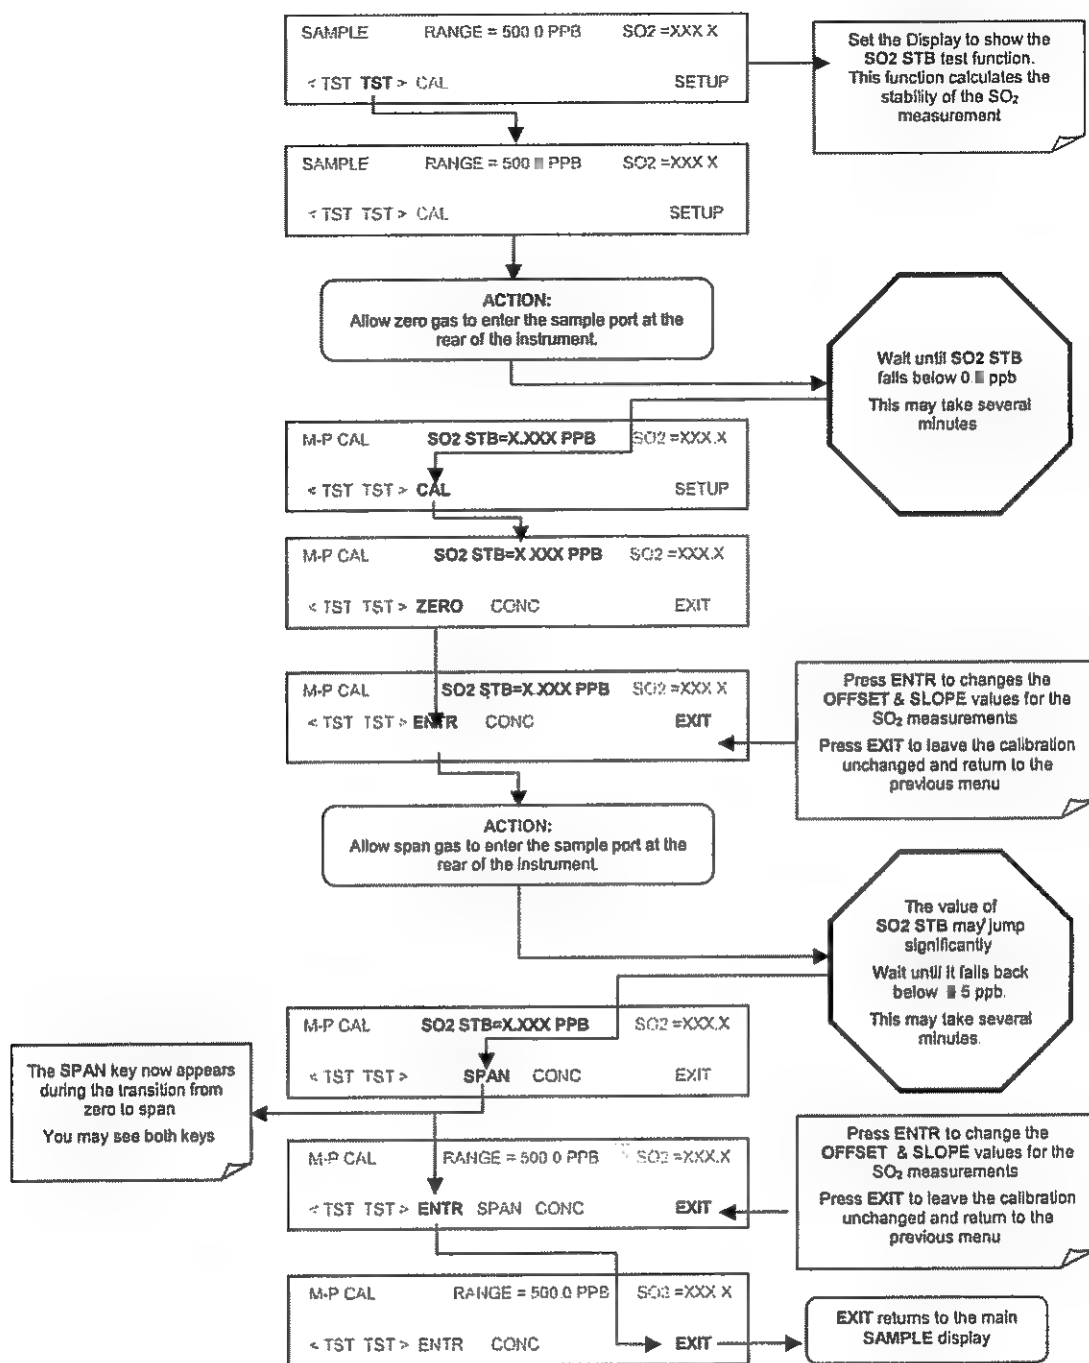 SAMPLE RANGE = 500 0 PPB SO2 =XXX X
< TST TST > CAL SETUP
Set the Display to show the
SO2 STB test function.
This function calculates the
stability of the SO₂
measurement
SAMPLE RANGE = 500 PPB SO2 =XXX X
< TST TST > CAL SETUP
ACTION:
Allow zero gas to enter the sample port at the
rear of the instrument.
Wait until SO2 STB
falls below 0 ppb
This may take several
minutes
M-P CAL SO2 STB=X.XXX PPB SO2 =XXX.X
< TST TST > CAL SETUP
M-P CAL SO2 STB=X XXX PPB SO2 =XXX.X
< TST TST > ZERO CONC EXIT
M-P CAL SO2 STB=X XXX PPB SO2 =XXX X
< TST TST > ENTR CONC EXIT
Press ENTR to changes the
OFFSET & SLOPE values for the
SO₂ measurements
Press EXIT to leave the calibration
unchanged and return to the
previous menu
ACTION:
Allow span gas to enter the sample port at the
rear of the instrument.
The value of
SO2 STB may jump
significantly
Wait until it falls back
below 5 ppb.
This may take several
minutes.
M-P CAL SO2 STB=X.XXX PPB SO2 =XXX.X
< TST TST > SPAN CONC EXIT
The SPAN key now appears
during the transition from
zero to span
You may see both keys
M-P CAL RANGE = 500 0 PPB SO2 =XXX.X
< TST TST > ENTR SPAN CONC EXIT
Press ENTR to change the
OFFSET & SLOPE values for the
SO₂ measurements
Press EXIT to leave the calibration
unchanged and return to the
previous menu
M-P CAL RANGE = 500.0 PPB SO2 =XXX X
< TST TST > ENTR CONC EXIT
EXIT returns to the main
SAMPLE display